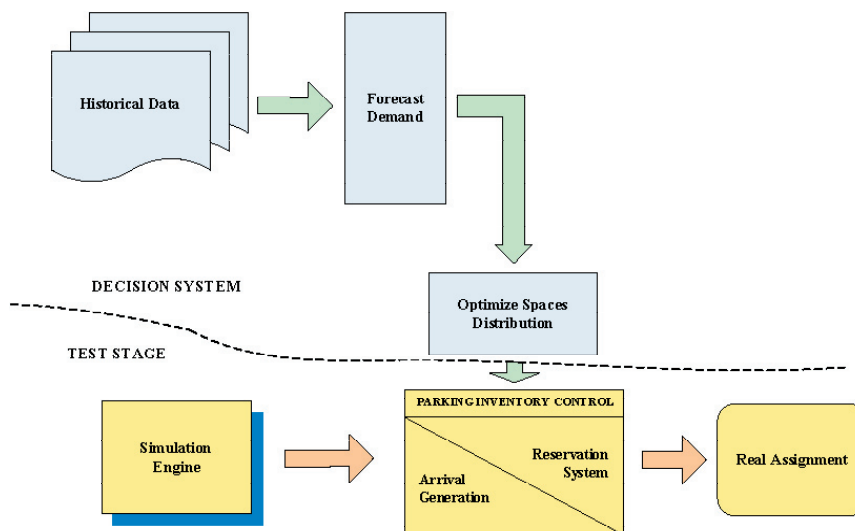 Historical Data
Forecast
Demand
DECISION SYSTEM
Optimize Spaces
Distribution
TEST STAGE
PARKING INVENTORY CONTROL
Simulation
Engine
Reservation
System
Arrival
Generation
Real Assignment